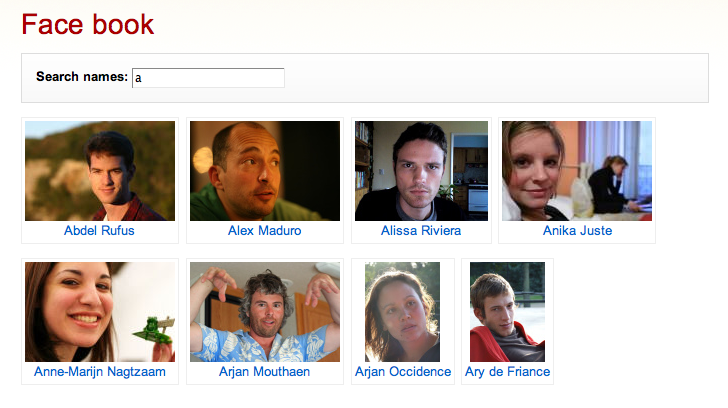 Face book
Search names: a
Abdel Rufus
Alex Maduro
Alissa Riviera
Anika Juste
Anne-Marijn Nagtzaam
Arjan Mouthaen
Arjan Occidence
Ary de Friance